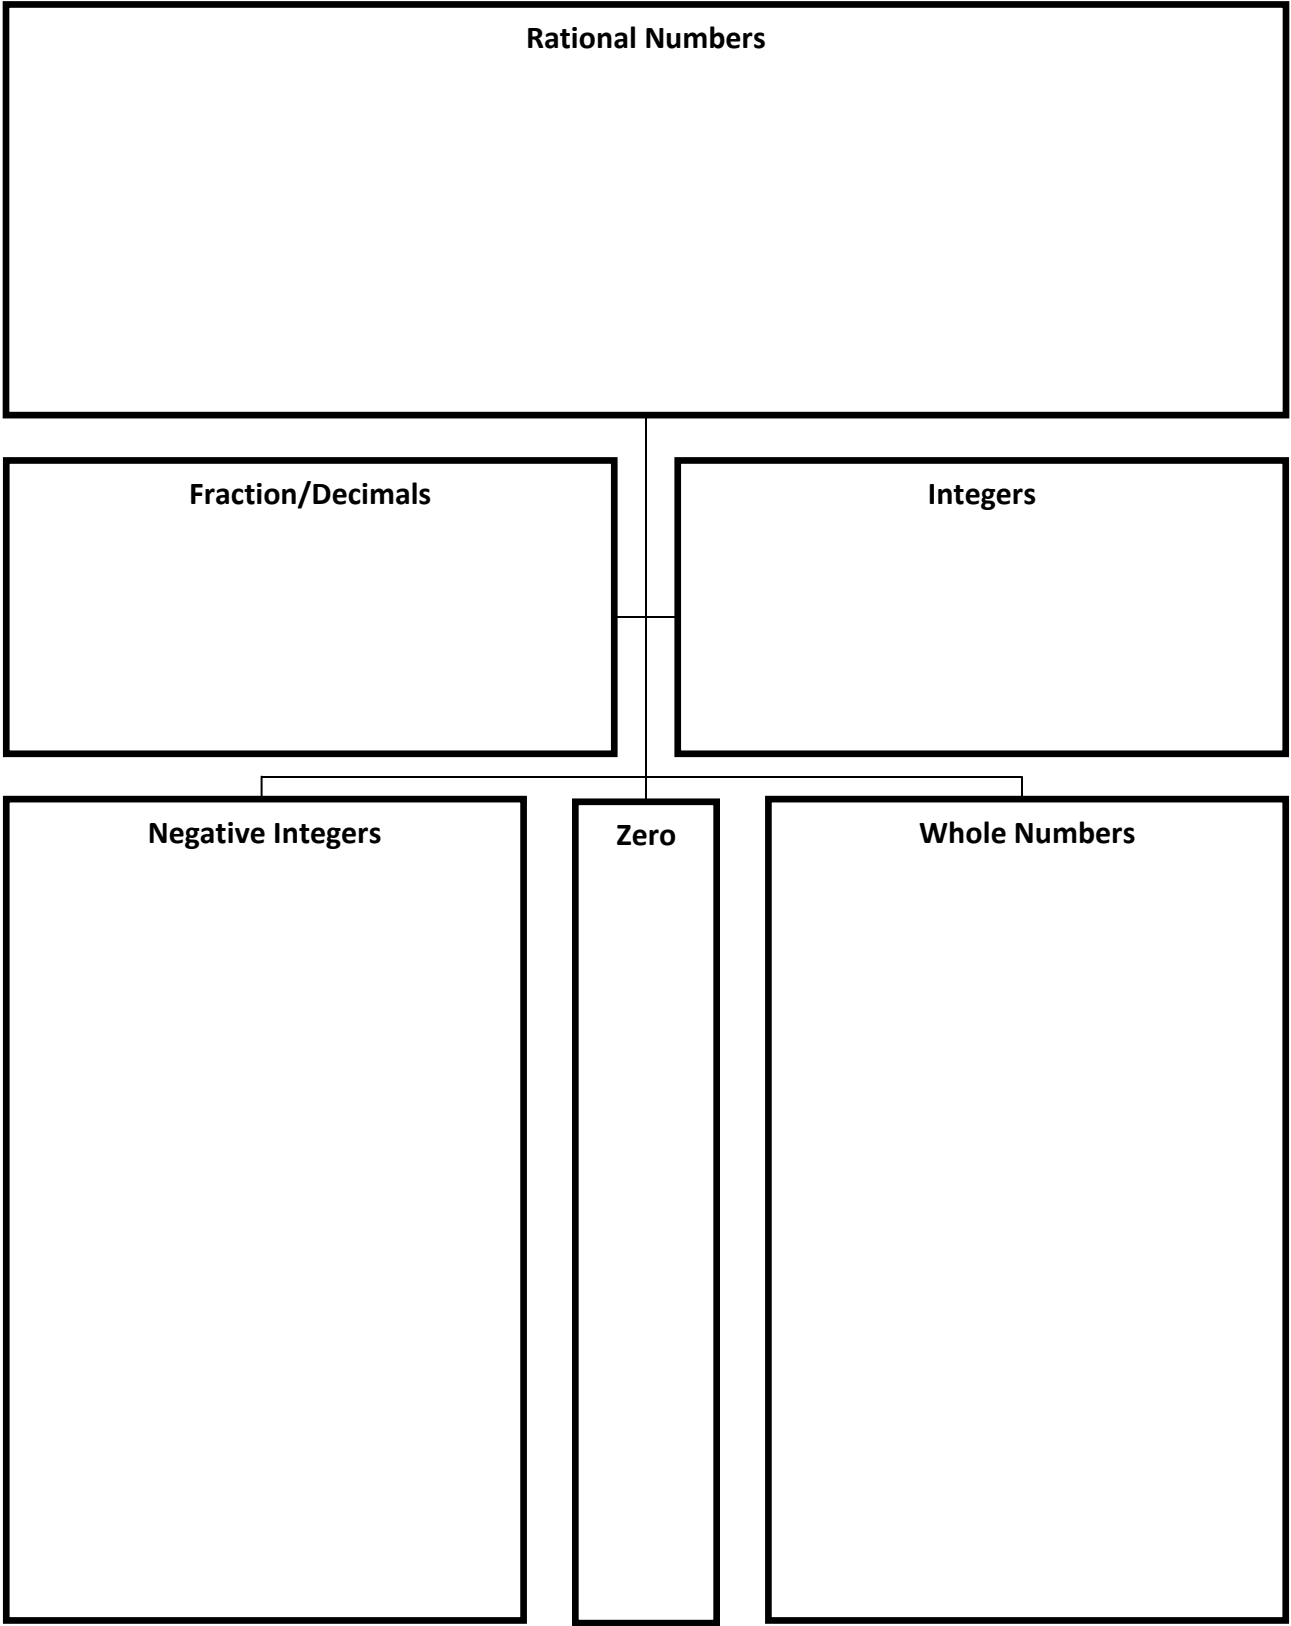 Rational Numbers
Fraction/Decimals
Integers
Negative Integers
Zero
Whole Numbers